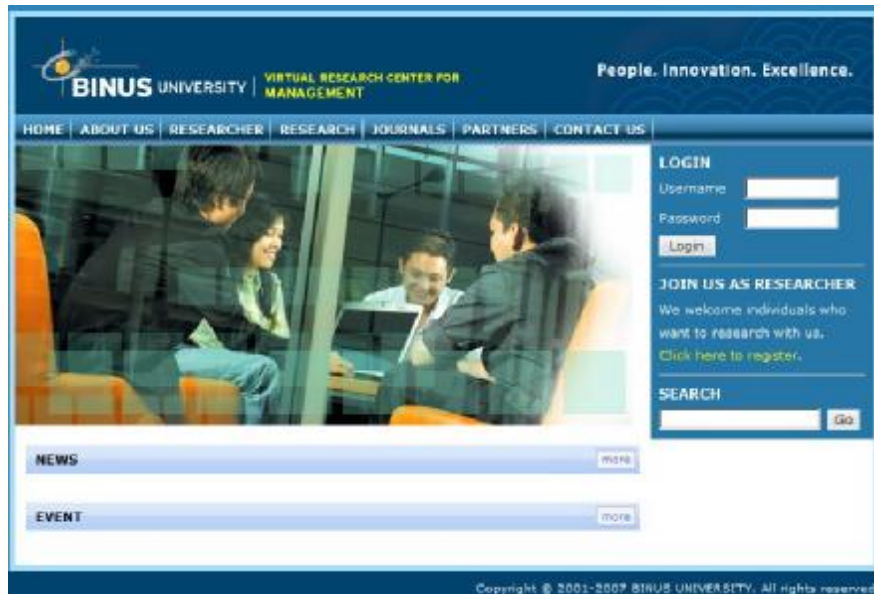 BINUS UNIVERSITY
VIRTUAL RESEARCH CENTER FOR
MANAGEMENT
People. Innovation. Excellence.
HOME ABOUT US RESEARCHER RESEARCH JOURNALS PARTNERS CONTACT US
LOGIN
Username
Password
Login
JOIN US AS RESEARCHER
We welcome individuals who
want to research with us.
Click here to register.
SEARCH
Go
NEWS
more
EVENT
more
Copyright © 2001-2007 BINUS UNIVERSITY. All rights reserved